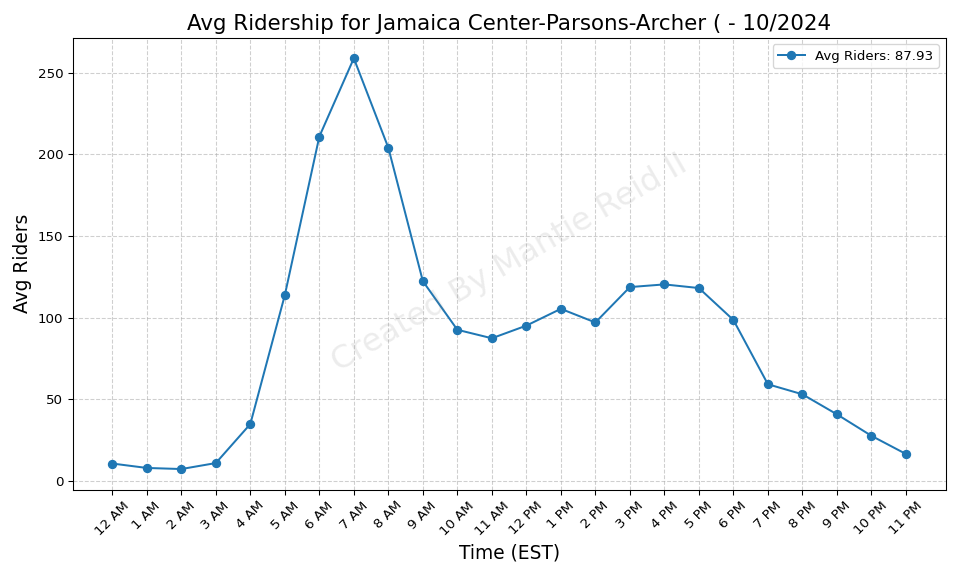 Avg Ridership for Jamaica Center-Parsons-Archer ( - 10/2024
Avg Riders: 87.93
250
200
150
100
50
0
Avg Riders
Created By Mantie Reid II
12 AM
1 AM
2 AM
3 AM
4 AM
5 AM
6 AM
7 AM
8 AM
9 AM
10 AM
11 AM
12 PM
1 PM
2 PM
3 PM
4 PM
5 PM
6 PM
7 PM
8 PM
9 PM
10 PM
11 PM
Time (EST)